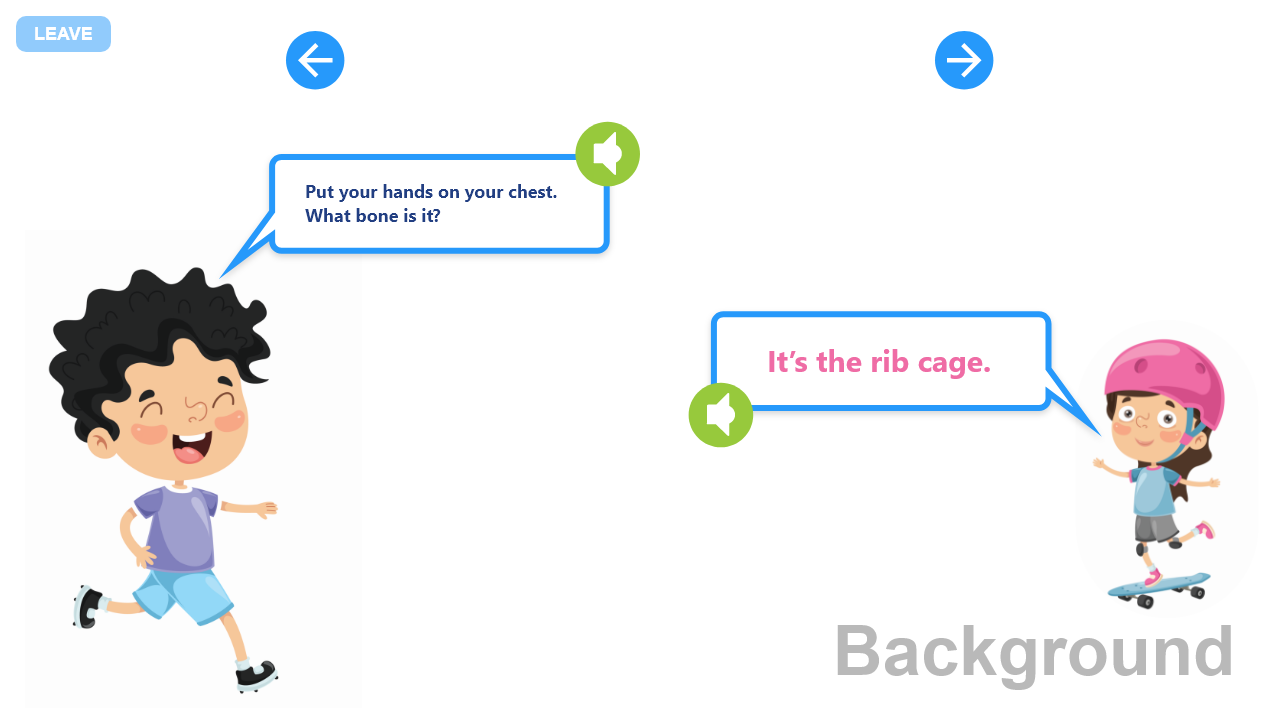 LEAVE
Put your hands on your chest.
What bone is it?
It’s the rib cage.
Background